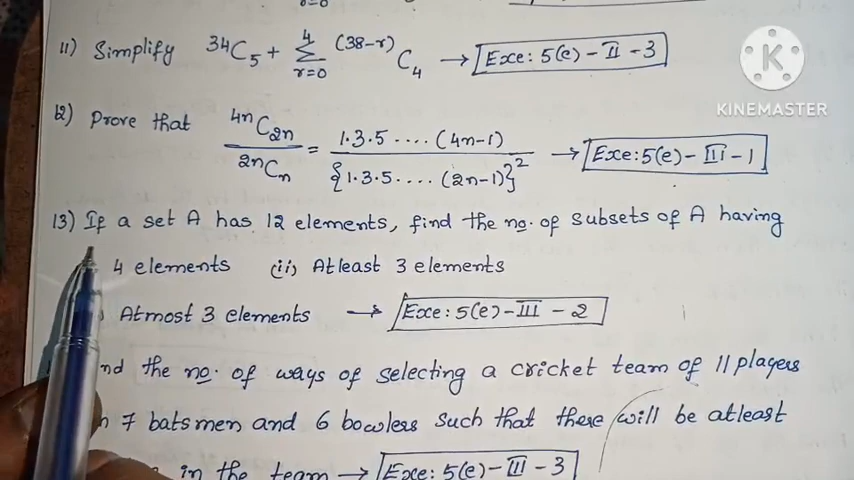 11) Simplify ³⁴C₅ + Σ⁴ᵣ₌₀ ⁽³⁸⁻ʳ⁾C₄ → Exe: 5(e) - II - 3
KINEMASTER
12) Prove that ⁴ⁿC₂ₙ / ²ⁿCₙ = 1.3.5 .... (4n-1) / {1.3.5 .... (2n-1)}² → Exe: 5(e) - III - 1
13) If a set A has 12 elements, find the no. of subsets of A having
4 elements (ii) Atleast 3 elements
Atmost 3 elements → Exe: 5(e) - III - 2
the no. of ways of selecting a cricket team of 11 players
7 batsmen and 6 bowless such that there will be atleast
in the team → Exe: 5(e) - III - 3